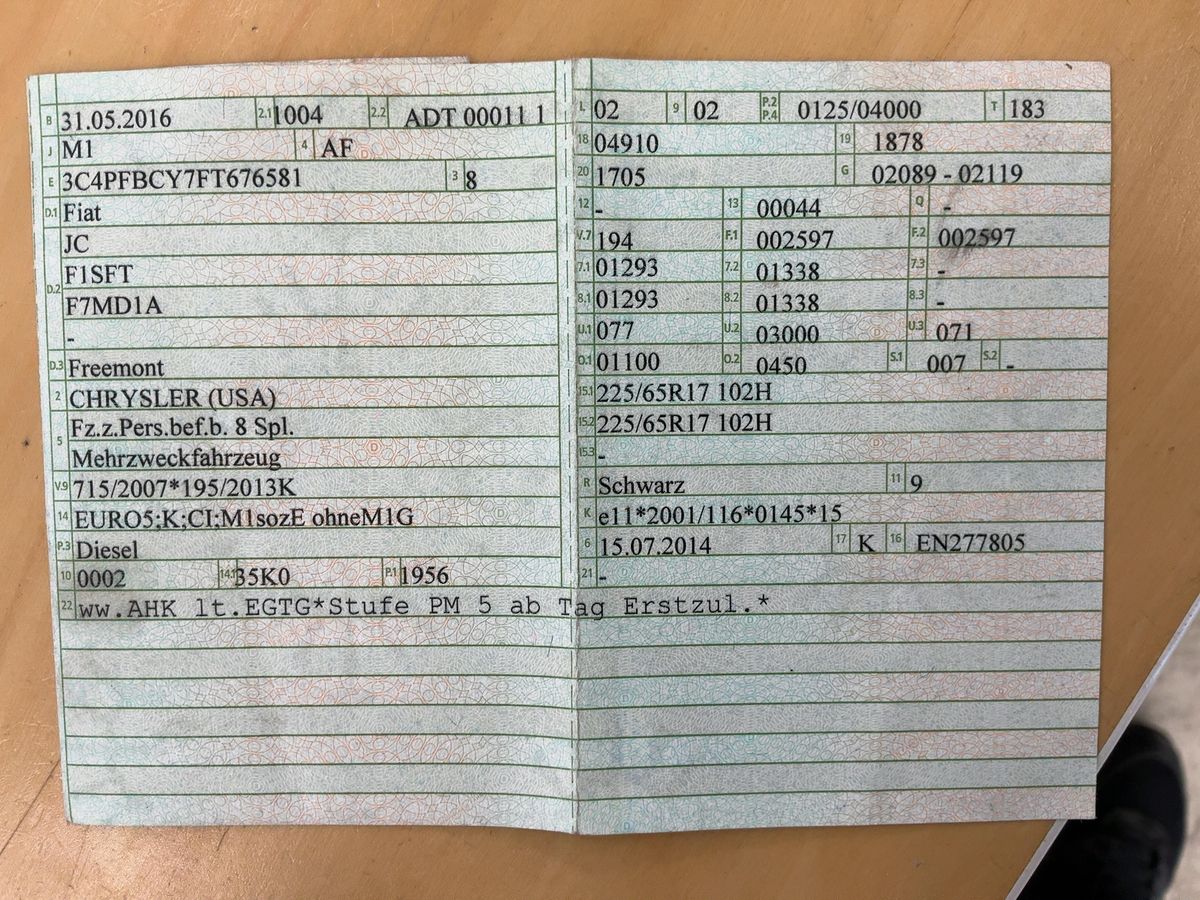 B 31.05.2016 2.1 1004 2.2 ADT 00011 1
J M1 4 AF
E 3C4PFBCY7FT676581 3 8
D.1 Fiat
JC
D.2 F1SFT
F7MD1A
-
D.3 Freemont
2 CHRYSLER (USA)
Fz.z.Pers.bef.b. 8 Spl.
5 Mehrzweckfahrzeug
V.9 715/2007*195/2013K
14 EURO5;K;CI;M1sozE ohneM1G
P.3 Diesel
10 0002 14.1 35K0 P.1 1956
L 02 9 02 P.2 P.4 0125/04000 T 183
18 04910 19 1878
20 1705 G 02089 - 02119
12 - 13 00044 Q -
V.7 194 F.1 002597 F.2 002597
7.1 01293 7.2 01338 7.3 -
8.1 01293 8.2 01338 8.3 -
U.1 077 U.2 03000 U.3 071
O.1 01100 O.2 0450 S.1 007 S.2 -
15.1 225/65R17 102H
15.2 225/65R17 102H
15.3 -
R Schwarz 11 9
K e11*2001/116*0145*15
6 15.07.2014 17 K 16 EN277805
21 -
22 ww.AHK lt.EGTG*Stufe PM 5 ab Tag Erstzul.*